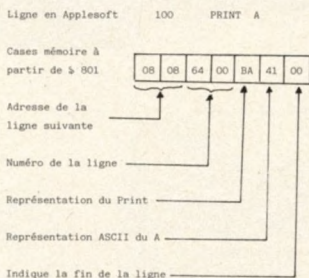 Ligne en Applesoft 100 PRINT A
Cases mémoire à
partir de $ 801 08 08 64 00 BA 41 00
Adresse de la
ligne suivante
Numéro de la ligne
Représentation du Print
Représentation ASCII du A
Indique la fin de la ligne